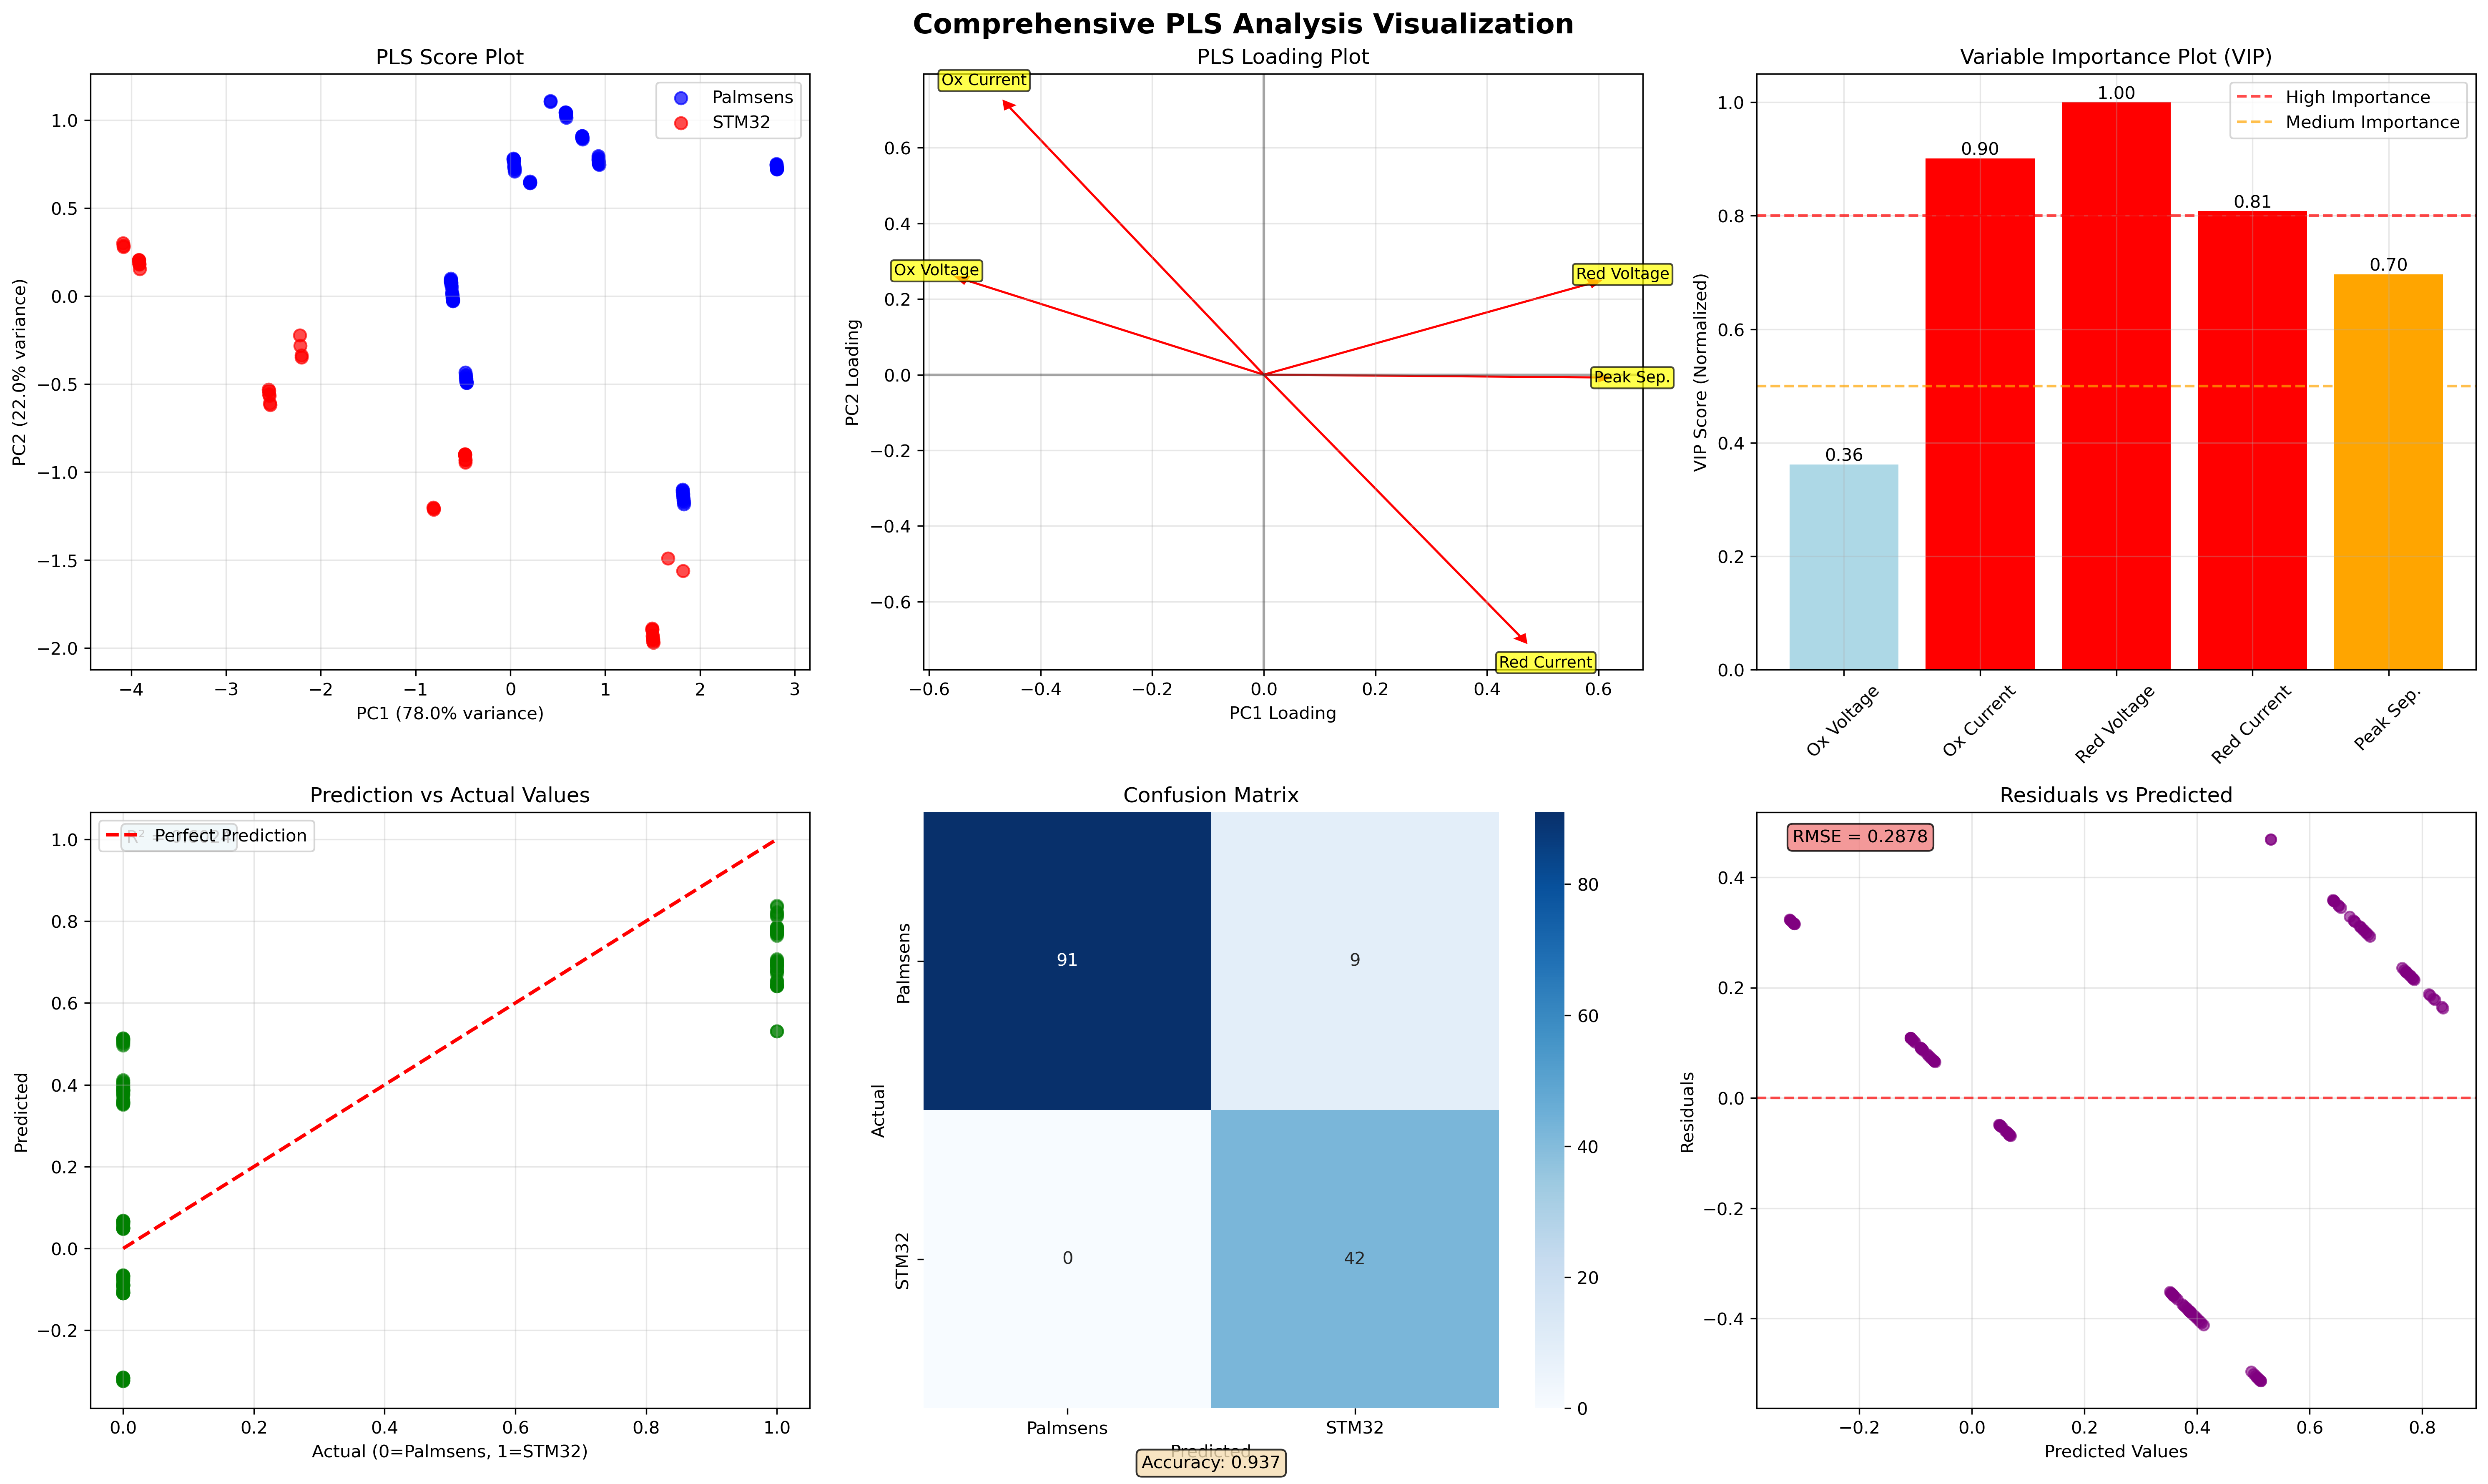 Comprehensive PLS Analysis Visualization
PLS Score Plot
Palmsens
STM32
1.0
0.5
0.0
−0.5
−1.0
−1.5
−2.0
PC2 (22.0% variance)
−4 −3 −2 −1 0 1 2 3
PC1 (78.0% variance)
PLS Loading Plot
Ox Current
Ox Voltage
Red Voltage
Peak Sep.
Red Current
0.6
0.4
0.2
0.0
−0.2
−0.4
−0.6
PC2 Loading
−0.6 −0.4 −0.2 0.0 0.2 0.4 0.6
PC1 Loading
Variable Importance Plot (VIP)
High Importance
Medium Importance
1.0
0.8
0.6
0.4
0.2
0.0
VIP Score (Normalized)
0.36
0.90
1.00
0.81
0.70
Ox Voltage
Ox Current
Red Voltage
Red Current
Peak Sep.
Prediction vs Actual Values
Perfect Prediction
R² =
1.0
0.8
0.6
0.4
0.2
0.0
−0.2
Predicted
0.0 0.2 0.4 0.6 0.8 1.0
Actual (0=Palmsens, 1=STM32)
Confusion Matrix
Palmsens
STM32
Actual
91 9
0 42
80
60
40
20
0
Palmsens STM32
Predicted
Accuracy: 0.937
Residuals vs Predicted
RMSE = 0.2878
0.4
0.2
0.0
−0.2
−0.4
Residuals
−0.2 0.0 0.2 0.4 0.6 0.8
Predicted Values